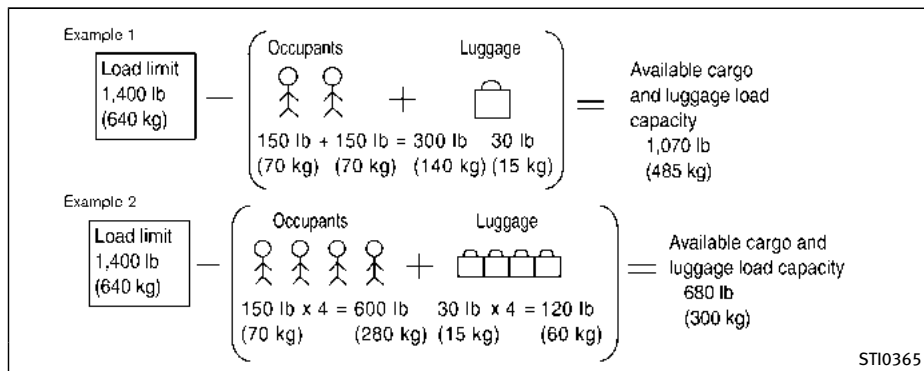 Example 1
Load limit
1,400 lb
(640 kg)
—
Occupants
+
Luggage
150 lb + 150 lb = 300 lb 30 lb
(70 kg) (70 kg) (140 kg) (15 kg)
=
Available cargo
and luggage load
capacity
1,070 lb
(485 kg)
Example 2
Load limit
1,400 lb
(640 kg)
—
Occupants
+
Luggage
150 lb x 4 = 600 lb 30 lb x 4 = 120 lb
(70 kg) (280 kg) (15 kg) (60 kg)
=
Available cargo and
luggage load capacity
680 lb
(300 kg)
STI0365